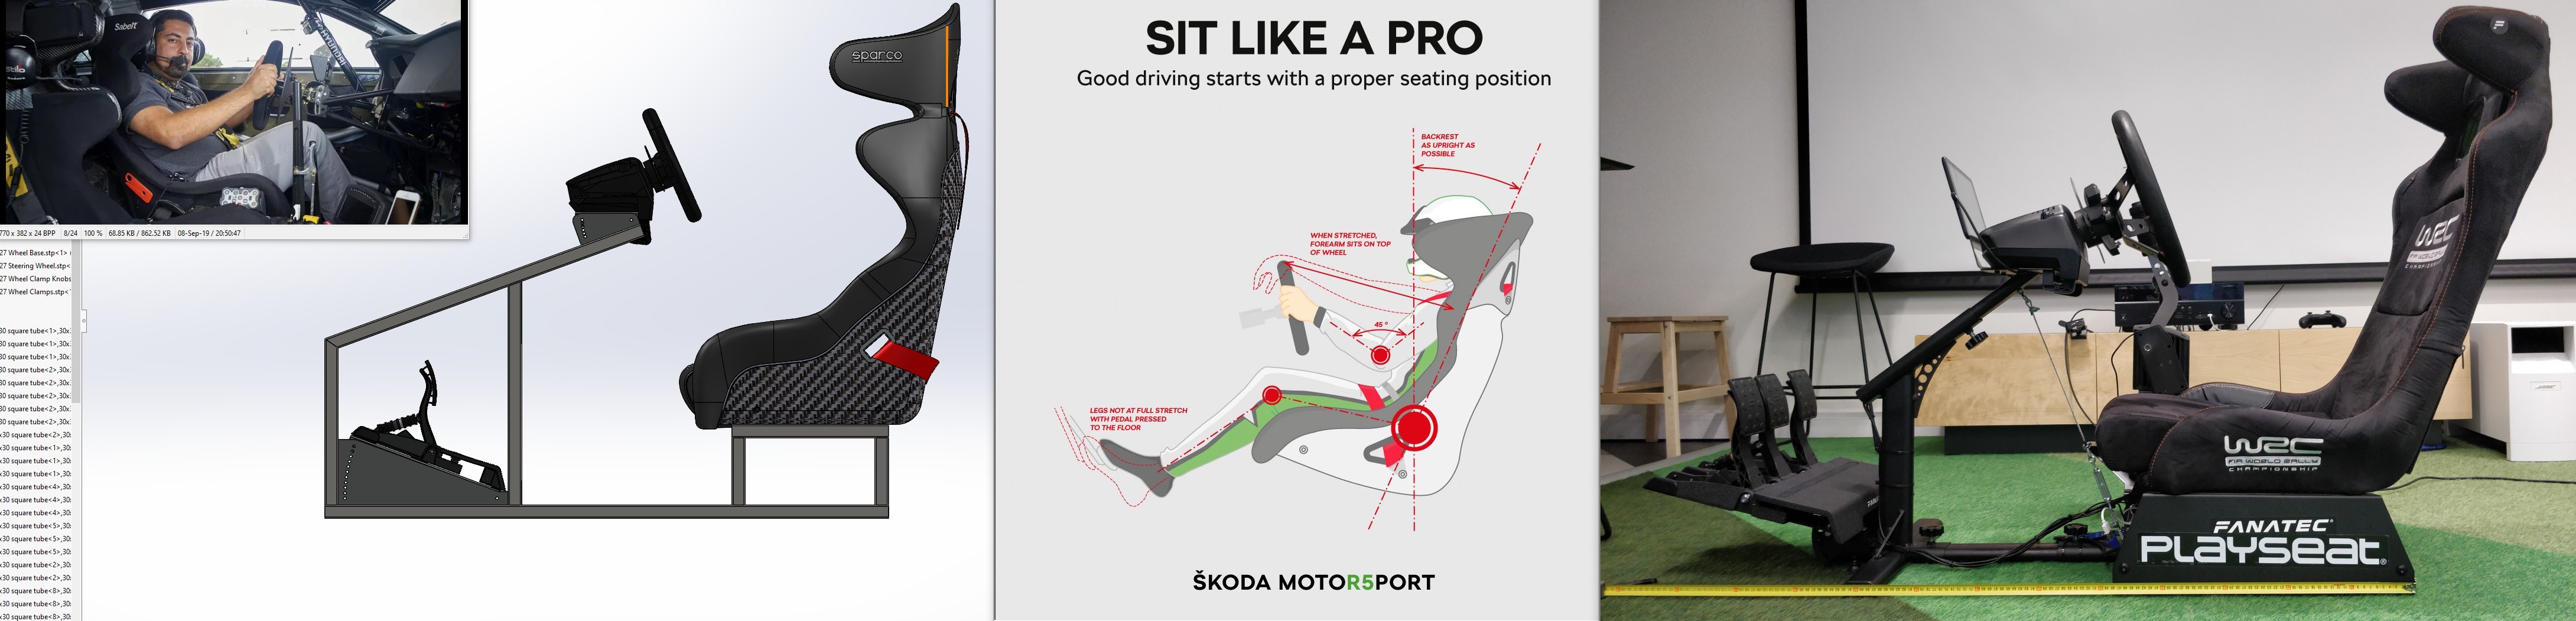 Sabelt
HYUNDAI
stilo
770 x 382 x 24 BPP 8/24 100 % 68.85 KB / 862.52 KB 08-Sep-19 / 20:50:47
27 Wheel Base.stp<1>
27 Steering Wheel.stp<
27 Wheel Clamp Knobs
27 Wheel Clamps.stp<
30 square tube<1>,30x
30 square tube<1>,30x
30 square tube<1>,30x
30 square tube<2>,30x
30 square tube<2>,30x
30 square tube<2>,30x
30 square tube<2>,30x
30 square tube<2>,30x
x30 square tube<2>,30
x30 square tube<1>,30
x30 square tube<1>,30
x30 square tube<1>,30
x30 square tube<4>,30
x30 square tube<4>,30
x30 square tube<4>,30
x30 square tube<5>,30
x30 square tube<5>,30
x30 square tube<5>,30
x30 square tube<2>,30
x30 square tube<2>,30
x30 square tube<8>,30
x30 square tube<8>,30
x30 square tube<8>,30
sparco
SIT LIKE A PRO
Good driving starts with a proper seating position
BACKREST
AS UPRIGHT AS
POSSIBLE
WHEN STRETCHED,
FOREARM SITS ON TOP
OF WHEEL
45 °
LEGS NOT AT FULL STRETCH
WITH PEDAL PRESSED
TO THE FLOOR
ŠKODA MOTOR5PORT
F
WRC
FIA WORLD RALLY
CHAMPIONSHIP
WRC
FIA WORLD RALLY
CHAMPIONSHIP
FANATEC®
PLAYSEAT®